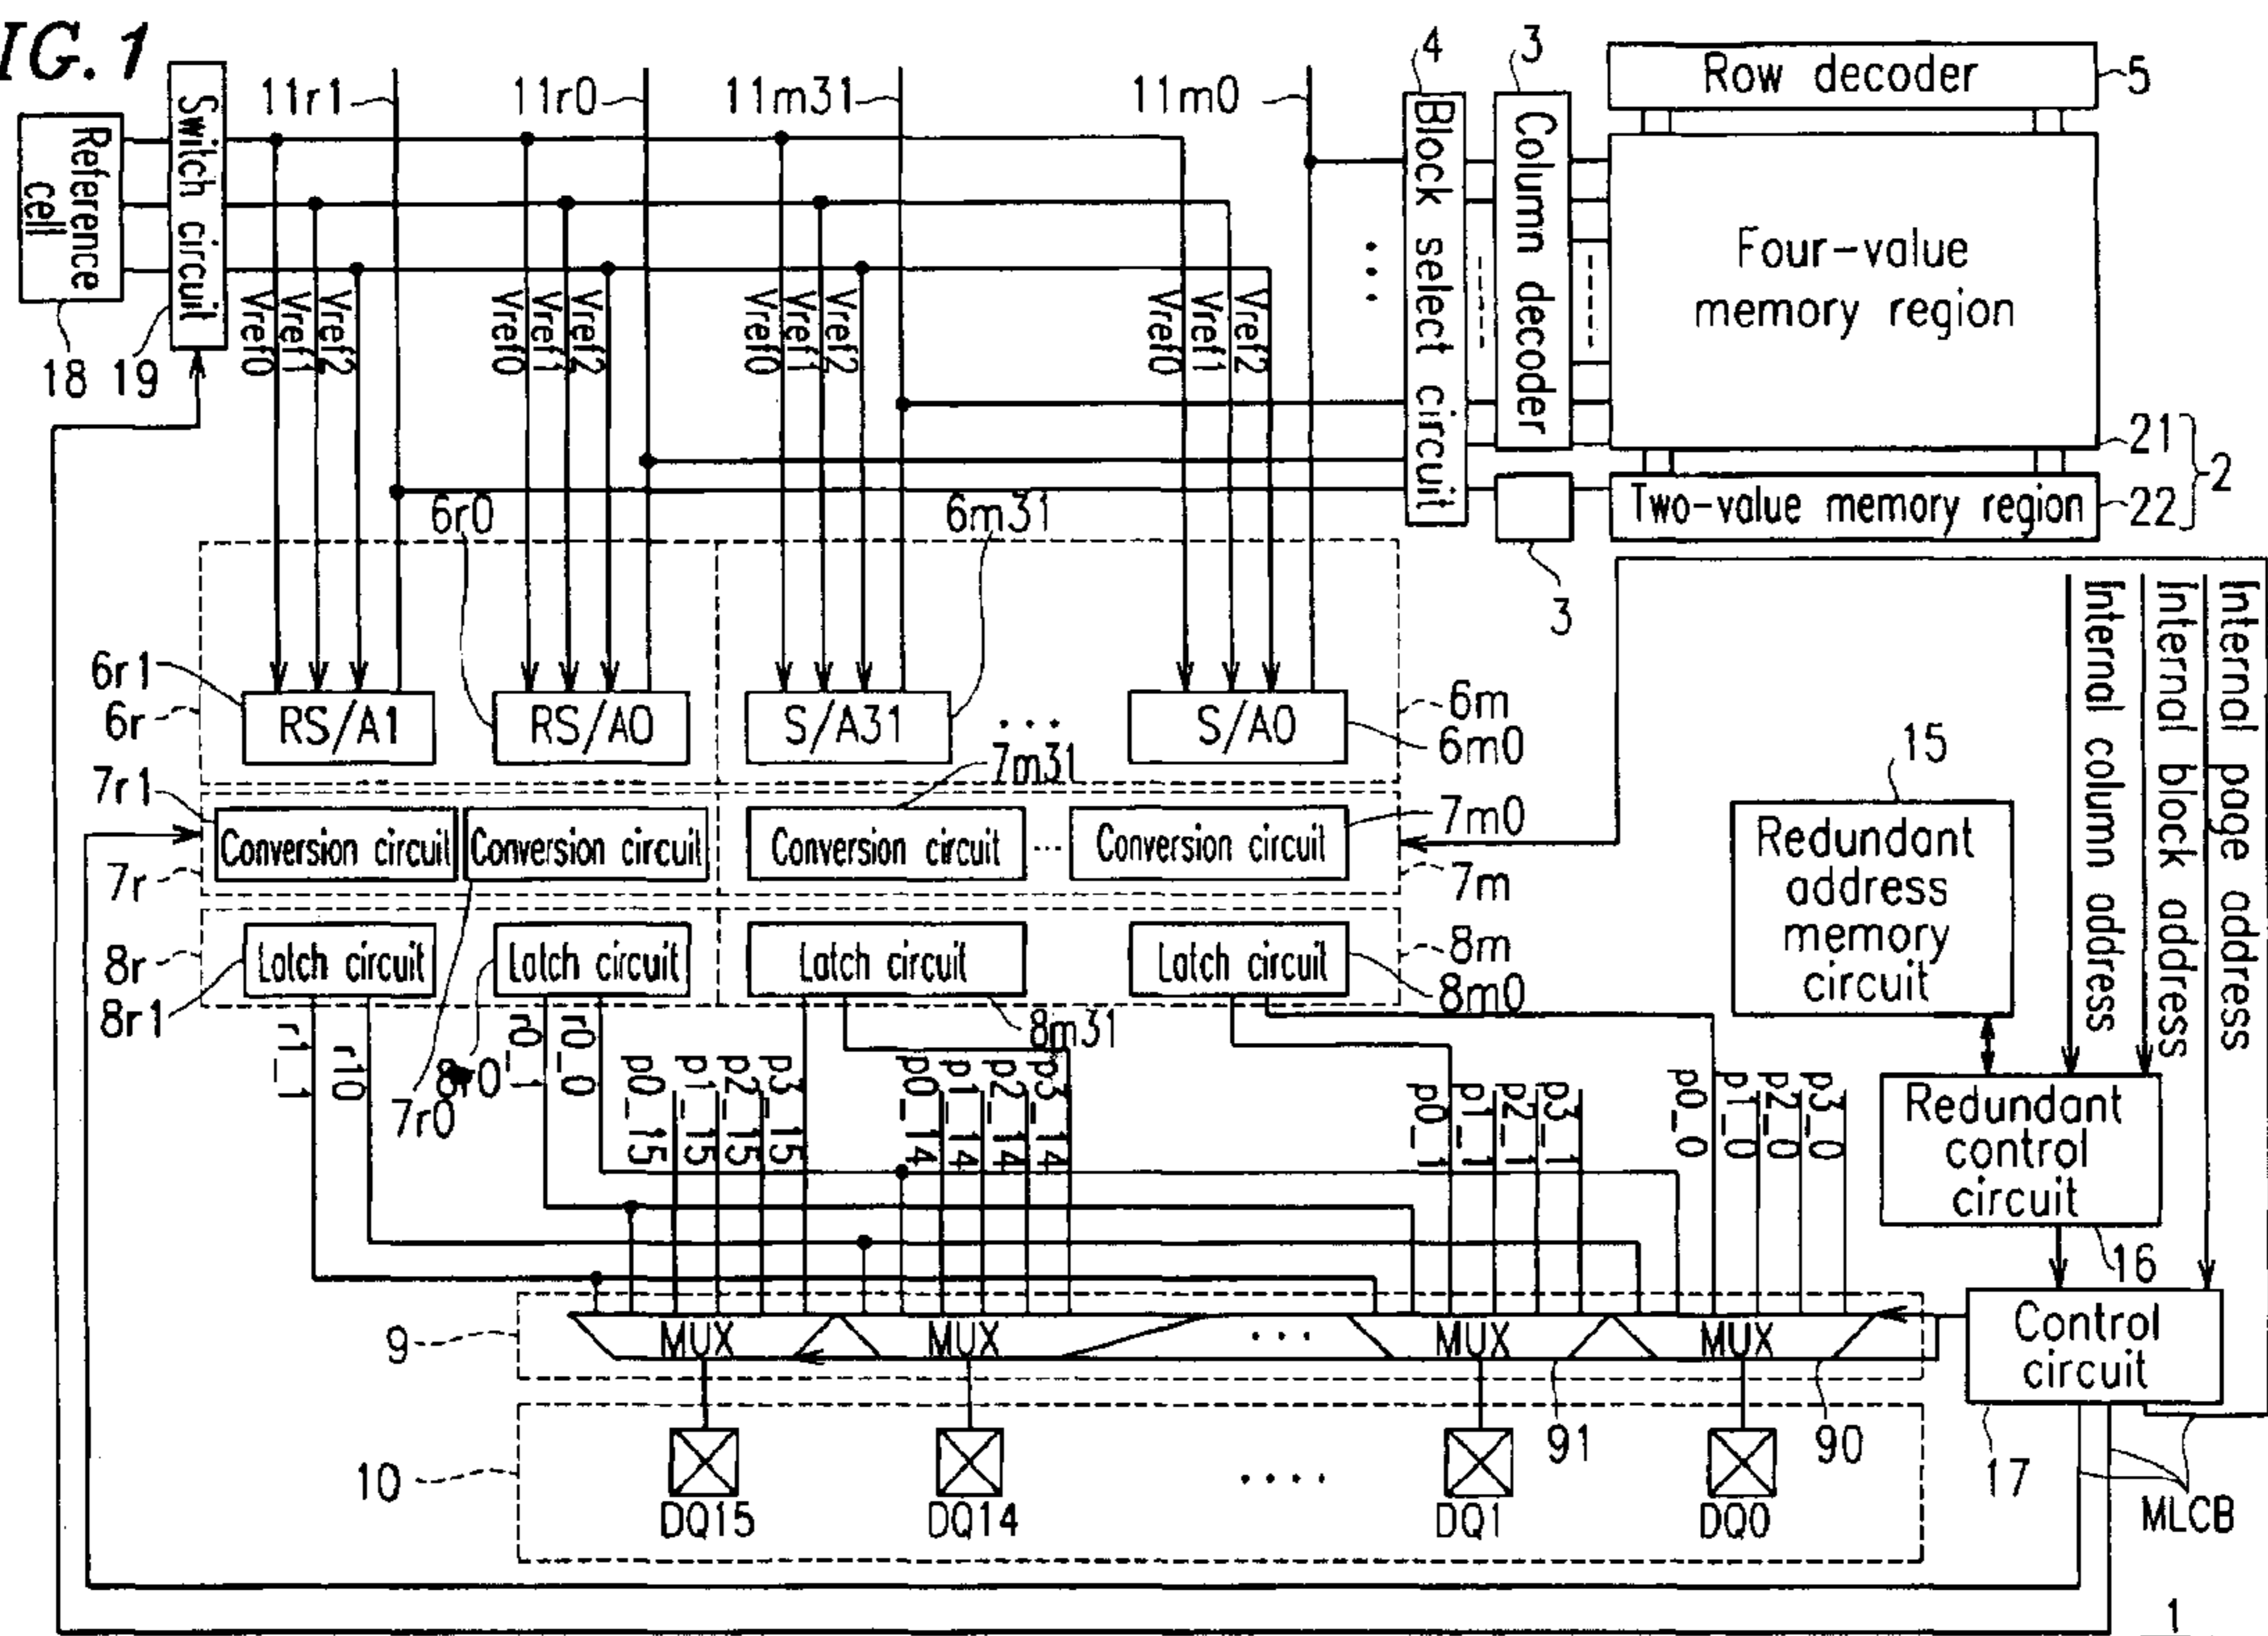 IG. 1
Reference
cell
18
Switch circuit
19
11r1
11r0
11m31
11m0
4
Block select circuit
3
Column decoder
Row decoder
5
Four-value
memory region
21
2
Two-value memory region
22
3
Vref0
Vref1
Vref2
Vref0
Vref1
Vref2
Vref0
Vref1
Vref2
Vref0
Vref1
Vref2
6r0
6m31
6r1
6r
RS/A1
RS/A0
S/A31
...
S/A0
6m
6m0
7r1
7m31
Conversion circuit
Conversion circuit
Conversion circuit
...
Conversion circuit
7m0
7r
7m
8r
Latch circuit
Latch circuit
Latch circuit
Latch circuit
8m
8m0
8r1
8m31
r1_1
r10
7r0
8r0
r0_1
r0_0
p0_15
p1_15
p2_15
p3_15
p0_14
p1_14
p2_14
p3_14
p0_1
p1_1
p2_1
p3_1
p0_0
p1_0
p2_0
p3_0
15
Redundant
address
memory
circuit
Internal column address
Internal block address
Internal page address
Redundant
control
circuit
16
Control
circuit
17
MLCB
9
MUX
MUX
...
MUX
MUX
91
90
10
DQ15
DQ14
....
DQ1
DQ0
1